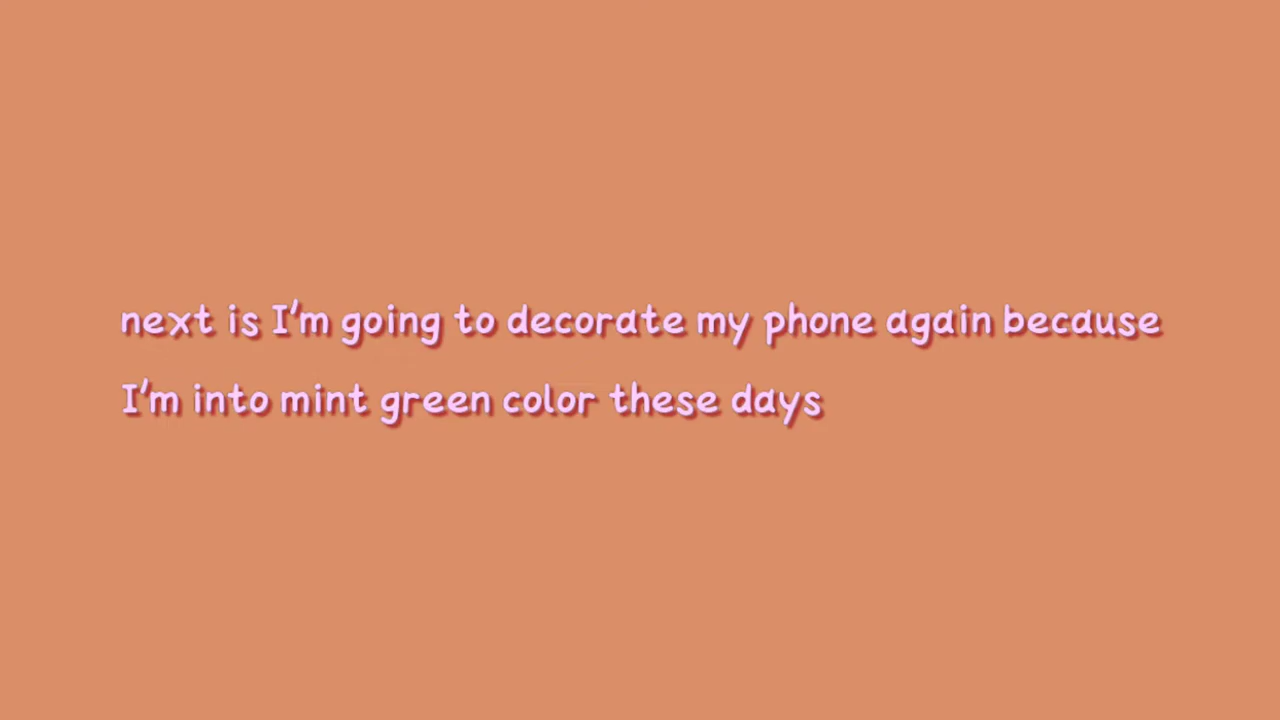 next is I'm going to decorate my phone again because
I'm into mint green color these days